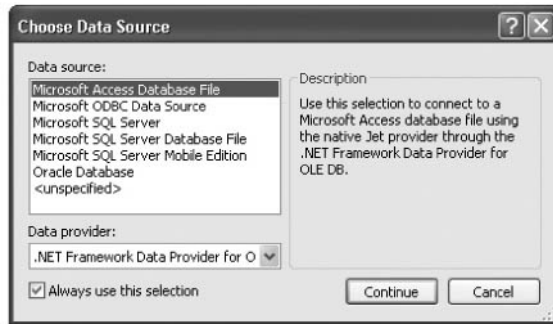 Choose Data Source
Data source:
Microsoft Access Database File
Microsoft ODBC Data Source
Microsoft SQL Server
Microsoft SQL Server Database File
Microsoft SQL Server Mobile Edition
Oracle Database
<unspecified>
Description
Use this selection to connect to a
Microsoft Access database file using
the native Jet provider through the
.NET Framework Data Provider for
OLE DB.
Data provider:
.NET Framework Data Provider for O
Always use this selection
Continue
Cancel